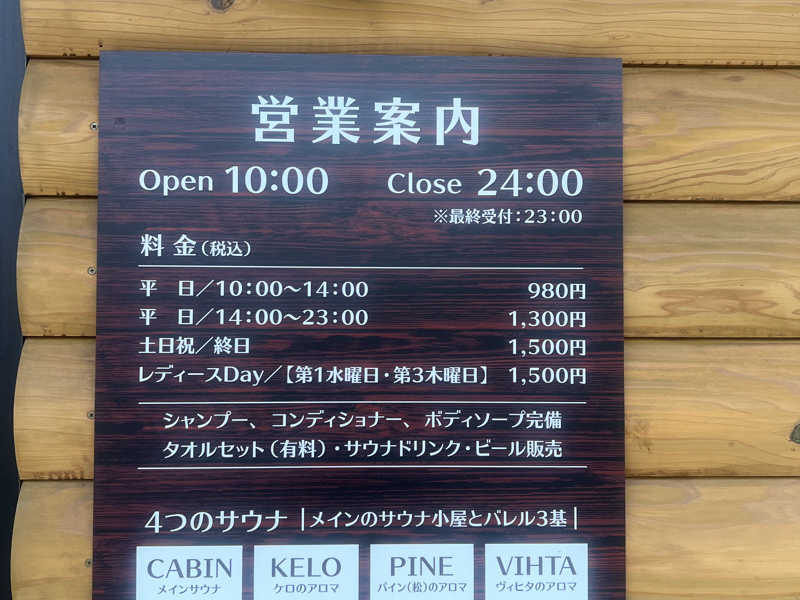 営業案内
Open 10:00 Close 24:00
※最終受付：23:00
料金（税込）
平　日／10：00〜14：00 980円
平　日／14：00〜23：00 1,300円
土日祝／終日 1,500円
レディースDay／【第1水曜日・第3木曜日】 1,500円
シャンプー、コンディショナー、ボディソープ完備
タオルセット（有料）・サウナドリンク・ビール販売
4つのサウナ｜メインのサウナ小屋とバレル3基｜
CABIN KELO PINE VIHTA
メインサウナ ケロのアロマ パイン（松）のアロマ ヴィヒタのアロマ